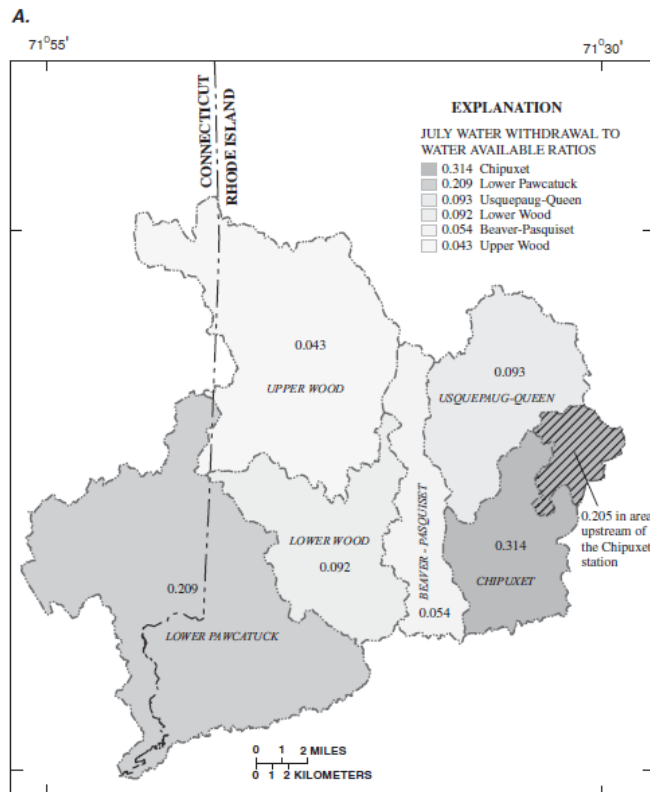 A.
71°55'
71°30'
CONNECTICUT
RHODE ISLAND
EXPLANATION
JULY WATER WITHDRAWAL TO
WATER AVAILABLE RATIOS
0.314 Chipuxet
0.209 Lower Pawcatuck
0.093 Usquepaug-Queen
0.092 Lower Wood
0.054 Beaver-Pasquiset
0.043 Upper Wood
0.043
UPPER WOOD
0.093
USQUEPAUG-QUEEN
0.205 in area
upstream of
the Chipuxet
station
LOWER WOOD
0.092
BEAVER - PASQUISET
0.054
0.314
CHIPUXET
0.209
LOWER PAWCATUCK
0 1 2 MILES
0 1 2 KILOMETERS